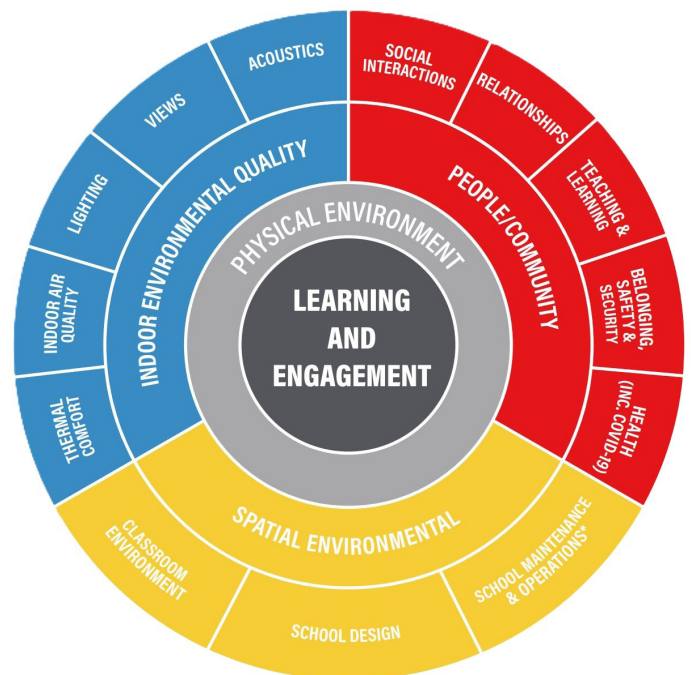 ACOUSTICS
VIEWS
LIGHTING
INDOOR AIR
QUALITY
THERMAL
COMFORT
INDOOR ENVIRONMENTAL QUALITY
SOCIAL
INTERACTIONS
RELATIONSHIPS
TEACHING &
LEARNING
BELONGING,
SAFETY &
SECURITY
HEALTH
(INC. COVID-19)
PEOPLE/COMMUNITY
PHYSICAL ENVIRONMENT
LEARNING
AND
ENGAGEMENT
SPATIAL ENVIRONMENTAL
CLASSROOM
ENVIRONMENT
SCHOOL DESIGN
SCHOOL MAINTENANCE
& OPERATIONS*